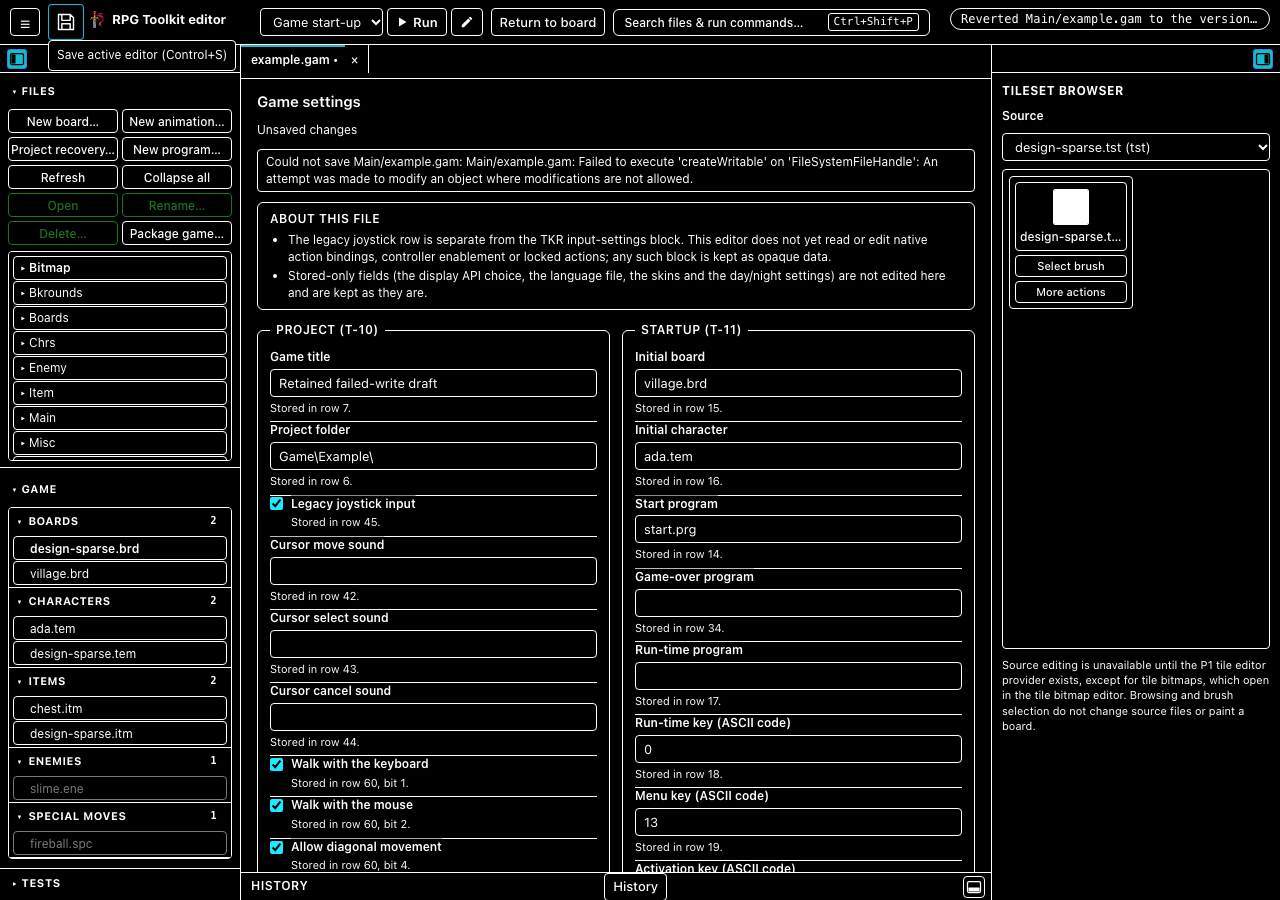 RPG Toolkit editor
Game start-up
Run
Return to board
Search files & run commands...
Ctrl+Shift+P
Reverted Main/example.gam to the version…
Save active editor (Control+S)
example.gam •
×
FILES
New board...
New animation...
Project recovery...
New program...
Refresh
Collapse all
Open
Rename...
Delete...
Package game...
Bitmap
Bkrounds
Boards
Chrs
Enemy
Item
Main
Misc
GAME
BOARDS 2
design-sparse.brd
village.brd
CHARACTERS 2
ada.tem
design-sparse.tem
ITEMS 2
chest.itm
design-sparse.itm
ENEMIES 1
slime.ene
SPECIAL MOVES 1
fireball.spc
TESTS
Game settings
Unsaved changes
Could not save Main/example.gam: Main/example.gam: Failed to execute 'createWritable' on 'FileSystemFileHandle': An
attempt was made to modify an object where modifications are not allowed.
ABOUT THIS FILE
• The legacy joystick row is separate from the TKR input-settings block. This editor does not yet read or edit native
action bindings, controller enablement or locked actions; any such block is kept as opaque data.
• Stored-only fields (the display API choice, the language file, the skins and the day/night settings) are not edited here
and are kept as they are.
PROJECT (T-10)
Game title
Retained failed-write draft
Stored in row 7.
Project folder
Game\Example\
Stored in row 6.
Legacy joystick input
Stored in row 45.
Cursor move sound
Stored in row 42.
Cursor select sound
Stored in row 43.
Cursor cancel sound
Stored in row 44.
Walk with the keyboard
Stored in row 60, bit 1.
Walk with the mouse
Stored in row 60, bit 2.
Allow diagonal movement
Stored in row 60, bit 4.
STARTUP (T-11)
Initial board
village.brd
Stored in row 15.
Initial character
ada.tem
Stored in row 16.
Start program
start.prg
Stored in row 14.
Game-over program
Stored in row 34.
Run-time program
Stored in row 17.
Run-time key (ASCII code)
0
Stored in row 18.
Menu key (ASCII code)
13
Stored in row 19.
Activation key (ASCII code)
HISTORY
History
TILESET BROWSER
Source
design-sparse.tst (tst)
design-sparse.t...
Select brush
More actions
Source editing is unavailable until the P1 tile editor
provider exists, except for tile bitmaps, which open
in the tile bitmap editor. Browsing and brush
selection do not change source files or paint a
board.